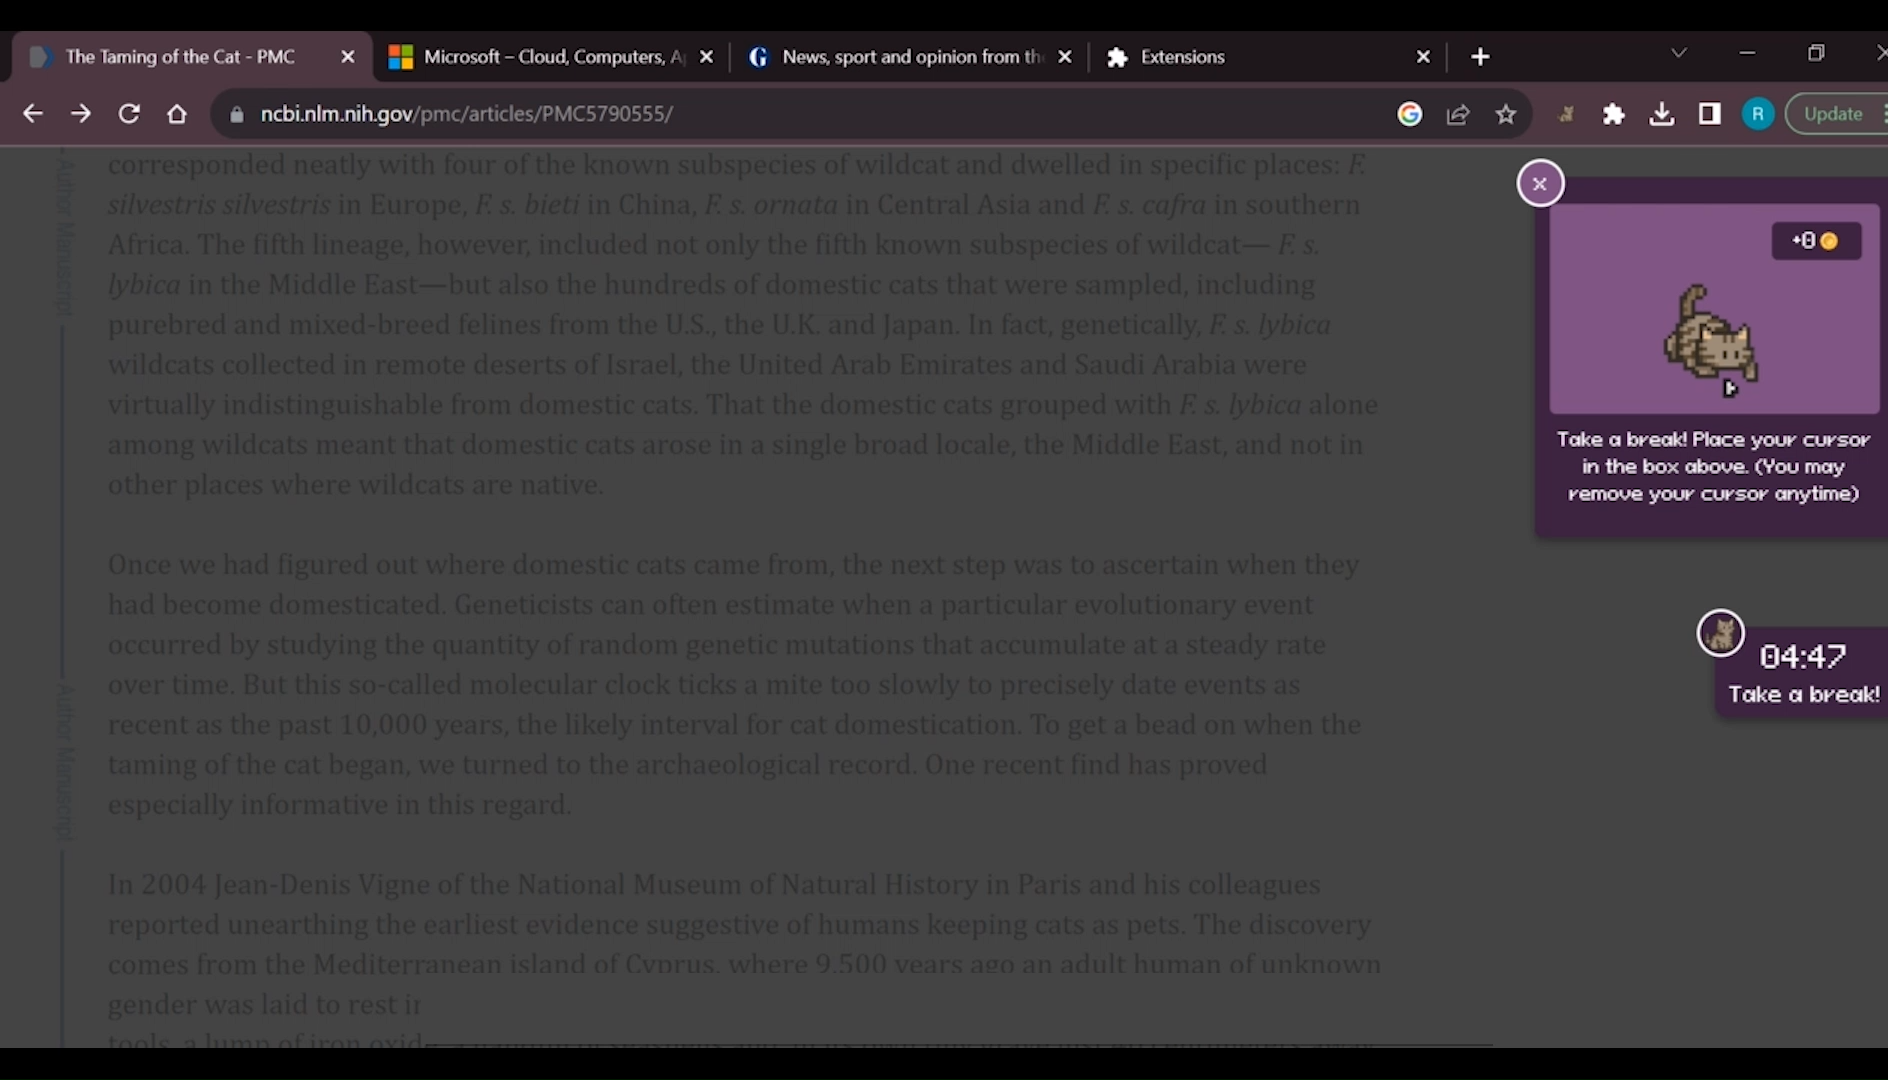 The Taming of the Cat - PMC
Microsoft – Cloud, Computers, A
News, sport and opinion from the
Extensions
ncbi.nlm.nih.gov/pmc/articles/PMC5790555/
R
Update
corresponded neatly with four of the known subspecies of wildcat and dwelled in specific places: F.
silvestris silvestris in Europe, F. s. bieti in China, F. s. ornata in Central Asia and F. s. cafra in southern
Africa. The fifth lineage, however, included not only the fifth known subspecies of wildcat— F. s.
lybica in the Middle East—but also the hundreds of domestic cats that were sampled, including
purebred and mixed-breed felines from the U.S., the U.K. and Japan. In fact, genetically, F. s. lybica
wildcats collected in remote deserts of Israel, the United Arab Emirates and Saudi Arabia were
virtually indistinguishable from domestic cats. That the domestic cats grouped with F. s. lybica alone
among wildcats meant that domestic cats arose in a single broad locale, the Middle East, and not in
other places where wildcats are native.
Once we had figured out where domestic cats came from, the next step was to ascertain when they
had become domesticated. Geneticists can often estimate when a particular evolutionary event
occurred by studying the quantity of random genetic mutations that accumulate at a steady rate
over time. But this so-called molecular clock ticks a mite too slowly to precisely date events as
recent as the past 10,000 years, the likely interval for cat domestication. To get a bead on when the
taming of the cat began, we turned to the archaeological record. One recent find has proved
especially informative in this regard.
In 2004 Jean-Denis Vigne of the National Museum of Natural History in Paris and his colleagues
reported unearthing the earliest evidence suggestive of humans keeping cats as pets. The discovery
comes from the Mediterranean island of Cyprus, where 9,500 years ago an adult human of unknown
gender was laid to rest in
tools, a lump of iron oxid
Author Manuscript
Author Manuscript
+0
Take a break! Place your cursor
in the box above. (You may
remove your cursor anytime)
04:47
Take a break!